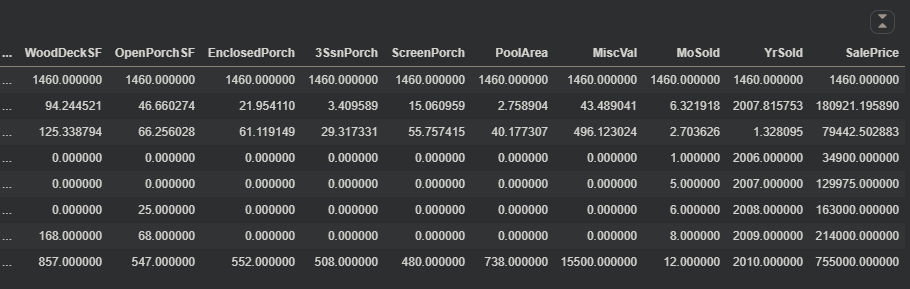 ... WoodDeckSF OpenPorchSF EnclosedPorch 3SsnPorch ScreenPorch PoolArea MiscVal MoSold YrSold SalePrice
... 1460.000000 1460.000000 1460.000000 1460.000000 1460.000000 1460.000000 1460.000000 1460.000000 1460.000000 1460.000000
... 94.244521 46.660274 21.954110 3.409589 15.060959 2.758904 43.489041 6.321918 2007.815753 180921.195890
... 125.338794 66.256028 61.119149 29.317331 55.757415 40.177307 496.123024 2.703626 1.328095 79442.502883
... 0.000000 0.000000 0.000000 0.000000 0.000000 0.000000 0.000000 1.000000 2006.000000 34900.000000
... 0.000000 0.000000 0.000000 0.000000 0.000000 0.000000 0.000000 5.000000 2007.000000 129975.000000
... 0.000000 25.000000 0.000000 0.000000 0.000000 0.000000 0.000000 6.000000 2008.000000 163000.000000
... 168.000000 68.000000 0.000000 0.000000 0.000000 0.000000 0.000000 8.000000 2009.000000 214000.000000
... 857.000000 547.000000 552.000000 508.000000 480.000000 738.000000 15500.000000 12.000000 2010.000000 755000.000000